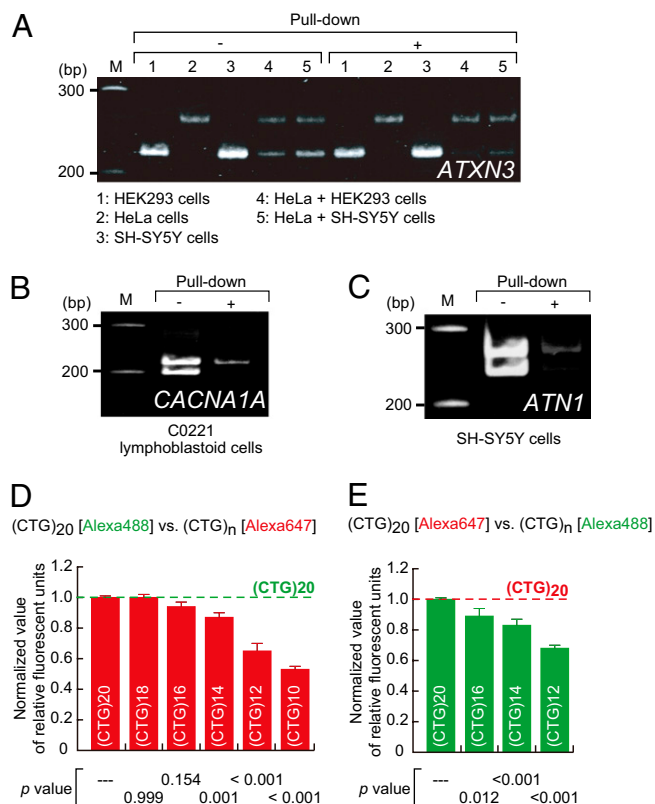 A
Pull-down
- +
(bp) M 1 2 3 4 5 1 2 3 4 5
300
200
ATXN3
1: HEK293 cells 4: HeLa + HEK293 cells
2: HeLa cells 5: HeLa + SH-SY5Y cells
3: SH-SY5Y cells
B
Pull-down
(bp) M - +
300
200
CACNA1A
C0221
lymphoblastoid cells
C
Pull-down
(bp) M - +
300
200
ATN1
SH-SY5Y cells
D
(CTG)20 [Alexa488] vs. (CTG)n [Alexa647]
Normalized value
of relative fluorescent units
1.2
1.0
0.8
0.6
0.4
0.2
0
(CTG)20
(CTG)20 (CTG)18 (CTG)16 (CTG)14 (CTG)12 (CTG)10
p value --- 0.154 < 0.001
0.999 0.001 < 0.001
E
(CTG)20 [Alexa647] vs. (CTG)n [Alexa488]
Normalized value
of relative fluorescent units
1.2
1.0
0.8
0.6
0.4
0.2
0
(CTG)20
(CTG)20 (CTG)16 (CTG)14 (CTG)12
p value --- <0.001
0.012 <0.001